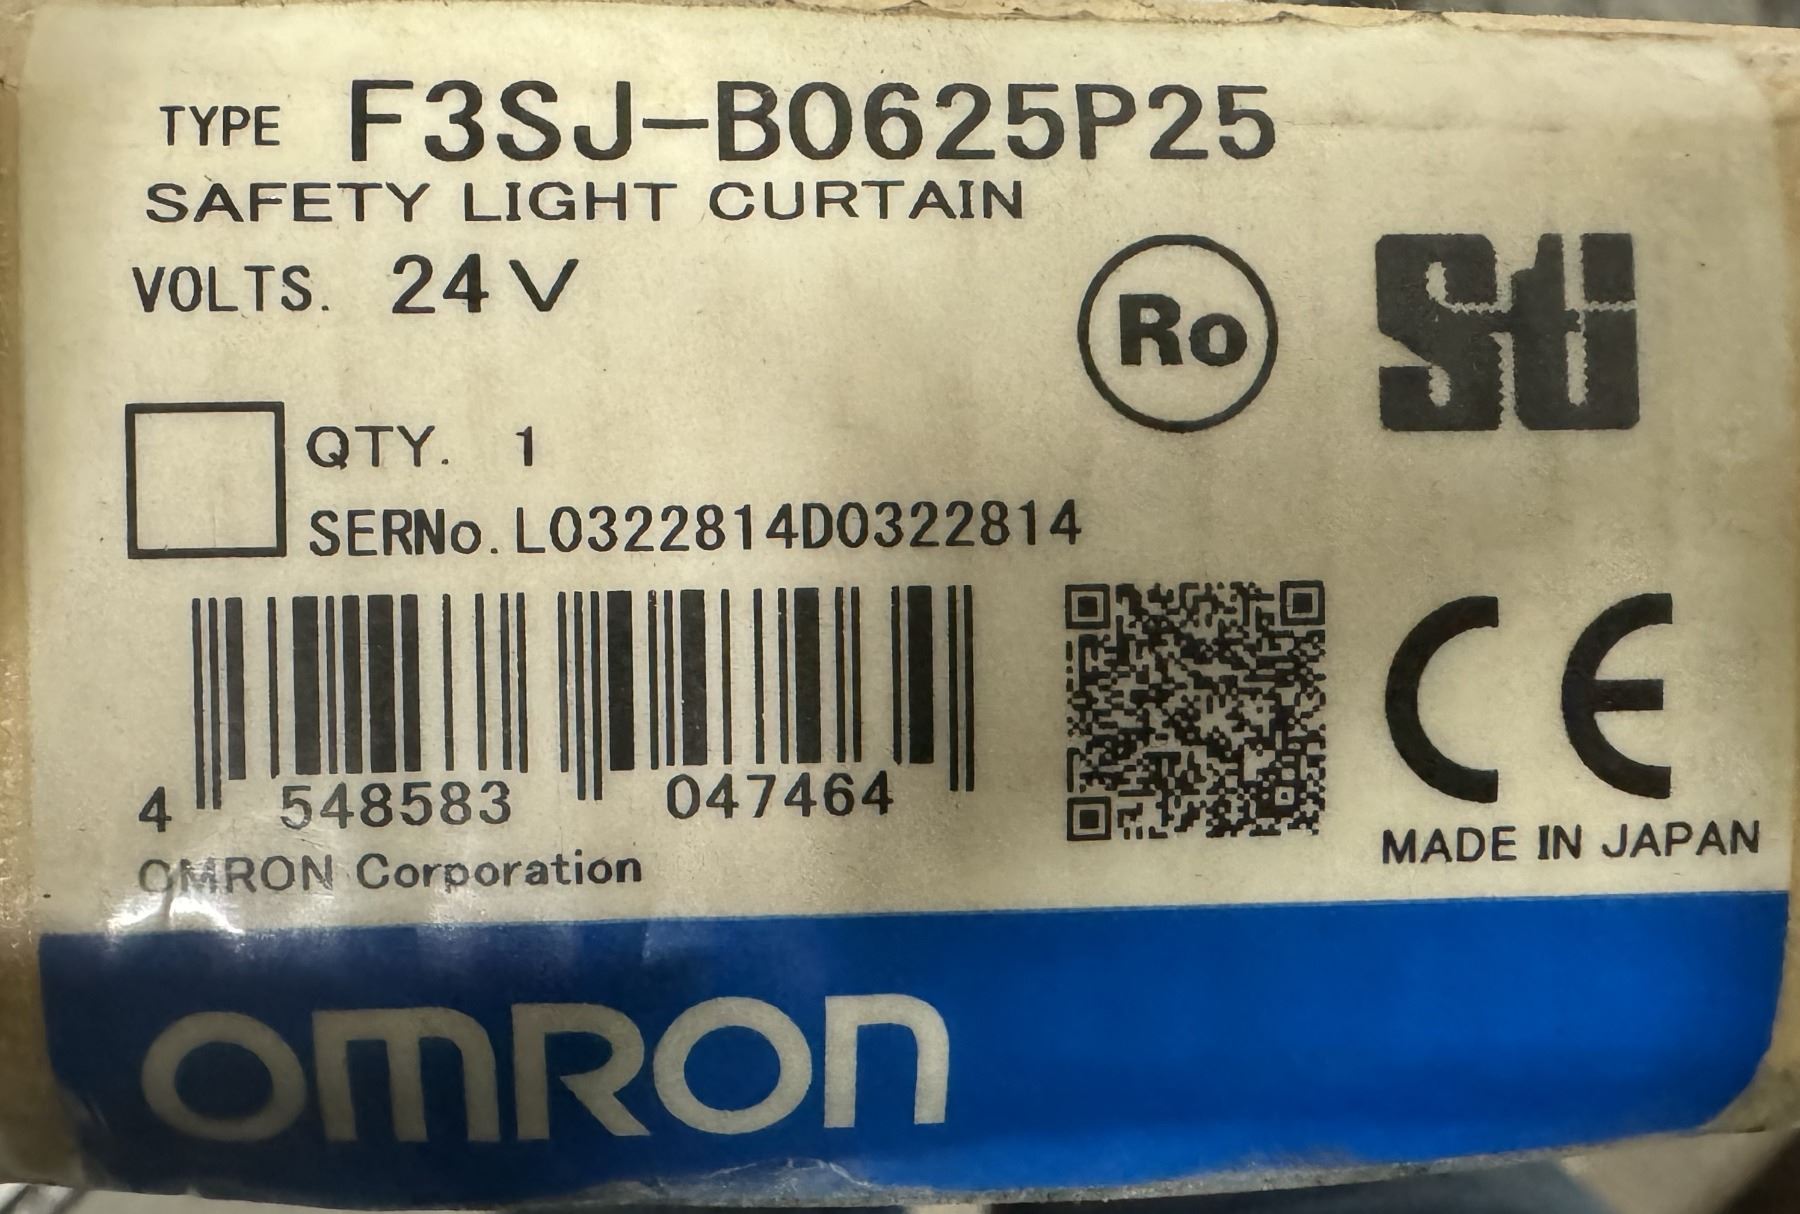 TYPE F3SJ-B0625P25
SAFETY LIGHT CURTAIN
VOLTS. 24V
Ro
Sti
QTY. 1
SERNo. L0322814D0322814
4 548583 047464
CE
MADE IN JAPAN
OMRON Corporation
OMRON